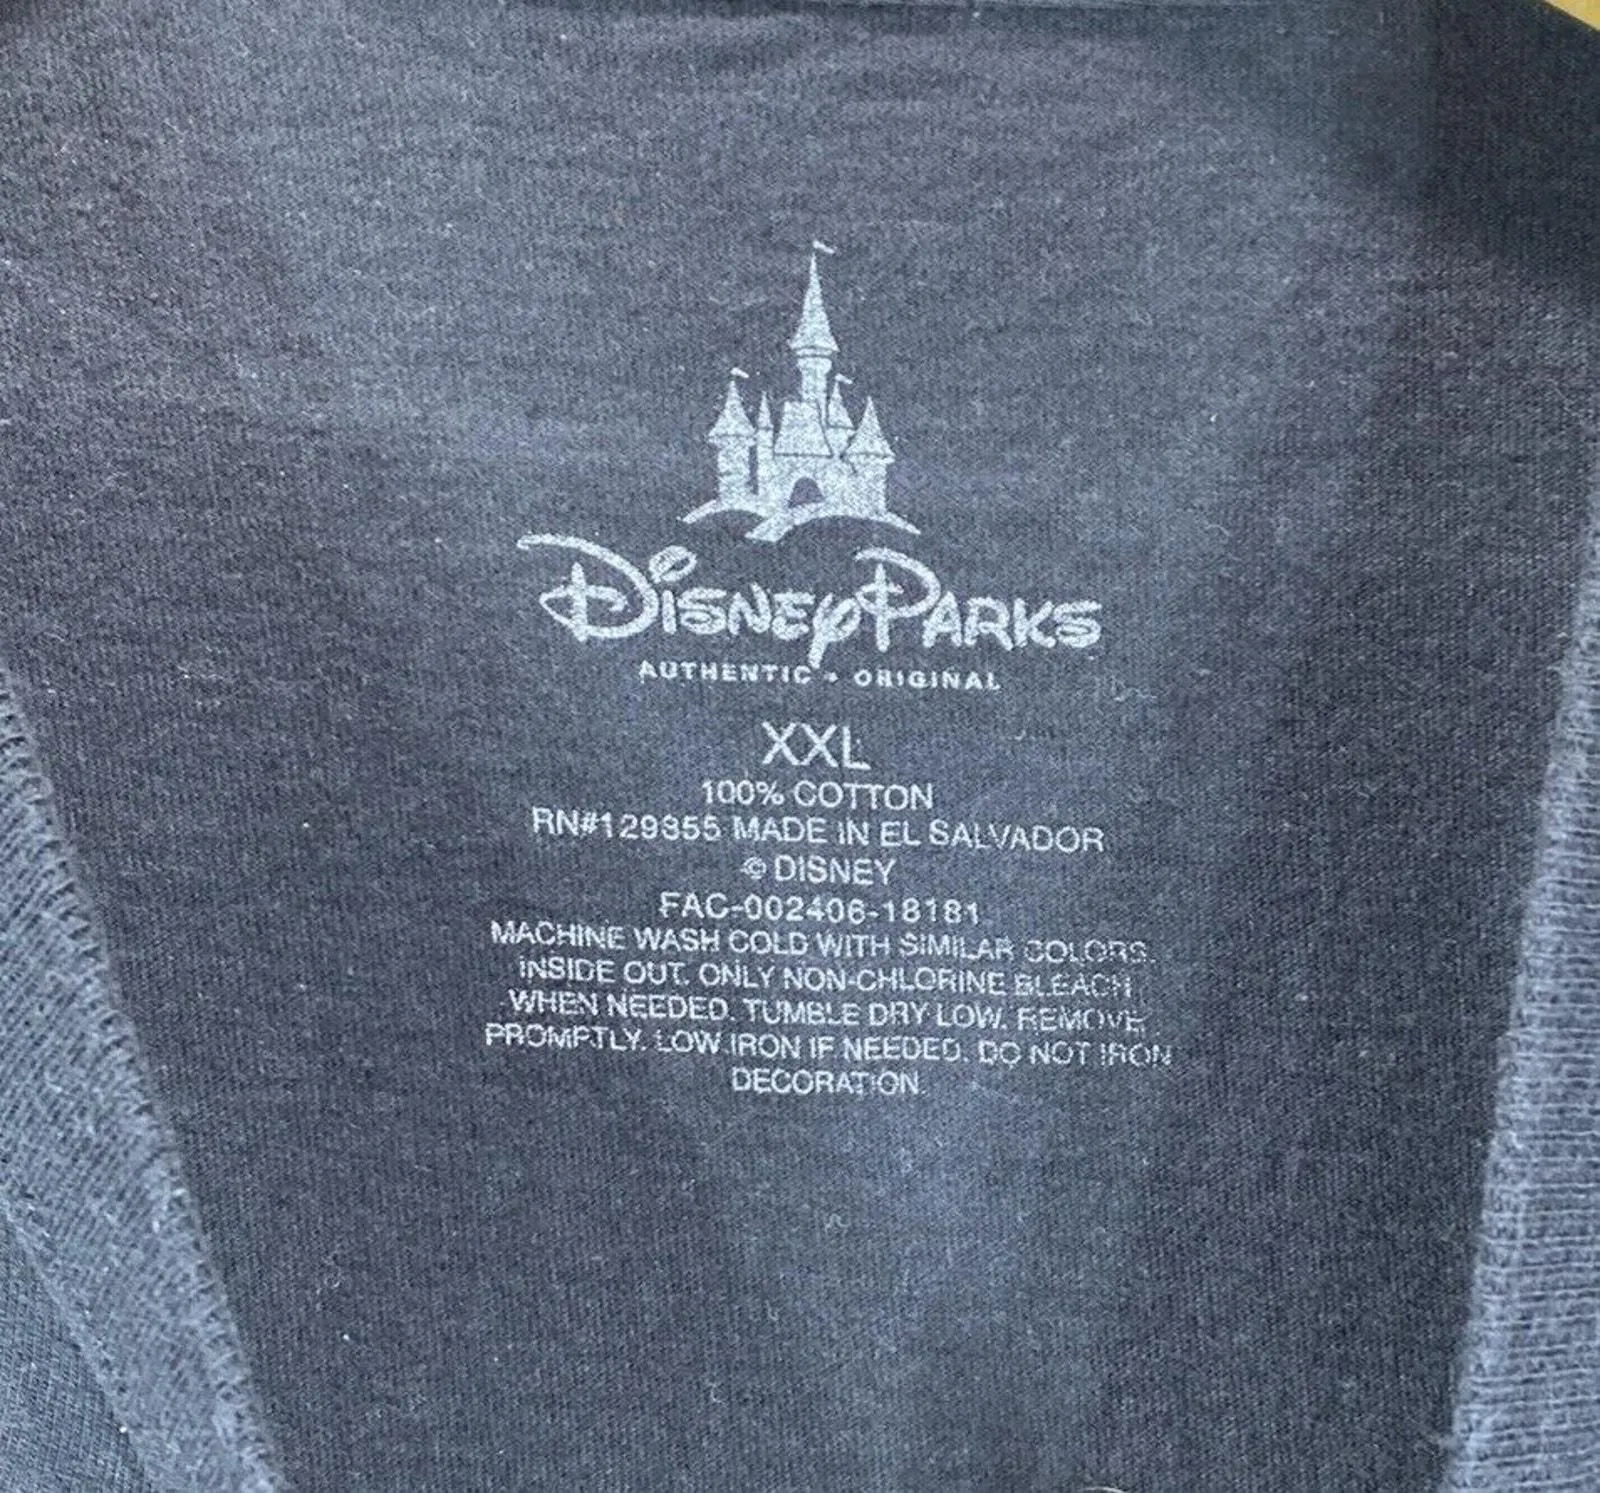 Disney Parks
AUTHENTIC • ORIGINAL
XXL
100% COTTON
RN#129355 MADE IN EL SALVADOR
© DISNEY
FAC-002406-18181
MACHINE WASH COLD WITH SIMILAR COLORS.
INSIDE OUT. ONLY NON-CHLORINE BLEACH
WHEN NEEDED. TUMBLE DRY LOW. REMOVE
PROMPTLY. LOW IRON IF NEEDED. DO NOT IRON
DECORATION.